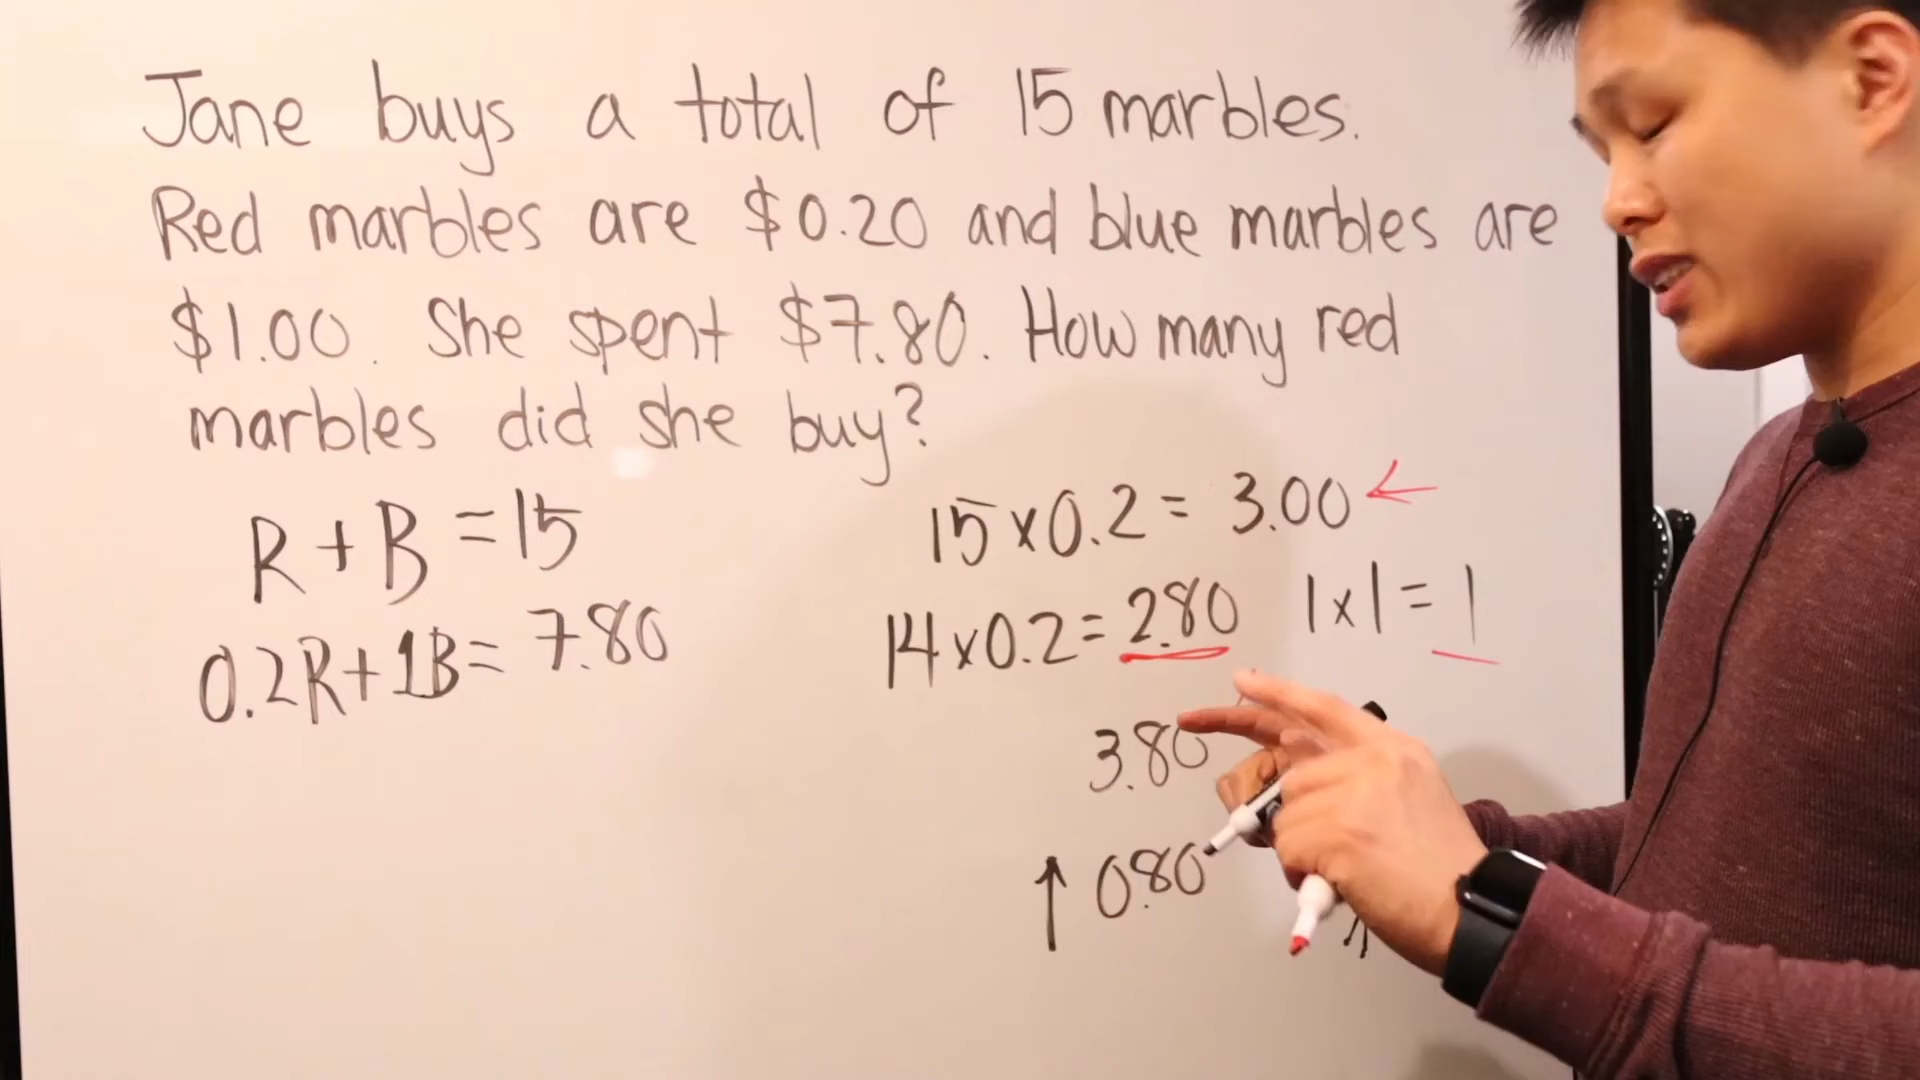 Jane buys a total of 15 marbles.
Red marbles are $0.20 and blue marbles are
$1.00. She spent $7.80. How many red
marbles did she buy?
R + B = 15
0.2R + 1B = 7.80
15 x 0.2 = 3.00 ←
14 x 0.2 = 2.80 1 x 1 = 1
3.80
↑ 0.80